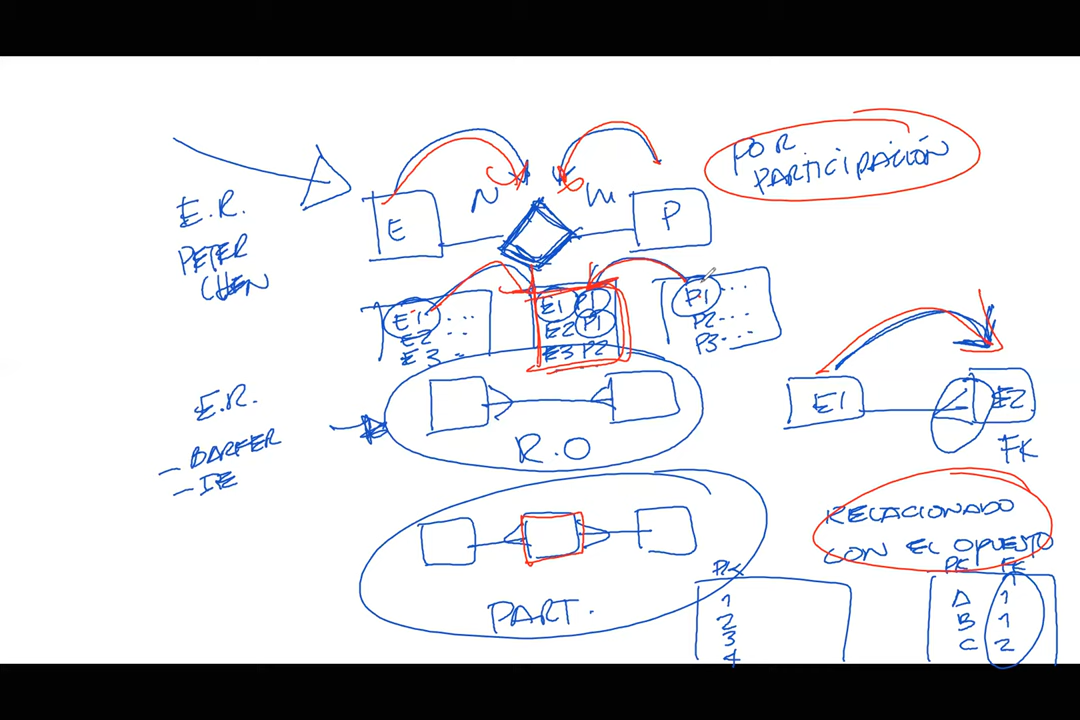 POR
PARTICIPACIÓN
E.R.
PETER
CHEN
E
N
M
P
E1 ...
E2 ...
E3 ..
E1 P1
E2 P1
E3 P2
P1 ...
P2 ...
P3 ...
E.R.
- BARKER
- IE
R.O
E1
E2
FK
PART.
RELACIONADO
CON EL OPUESTO
PK
1
2
3
4
PK FK
A 1
B 1
C 2